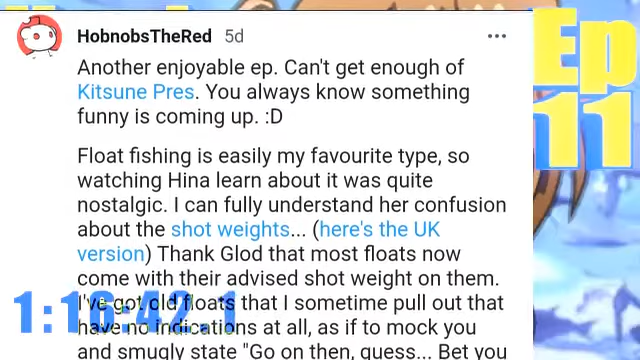 HobnobsTheRed 5d
Another enjoyable ep. Can't get enough of
Kitsune Pres. You always know something
funny is coming up. :D
Float fishing is easily my favourite type, so
watching Hina learn about it was quite
nostalgic. I can fully understand her confusion
about the shot weights... (here's the UK
version) Thank Glod that most floats now
come with their advised shot weight on them.
I've got old floats that I sometime pull out that
have no indications at all, as if to mock you
and smugly state "Go on then, guess... Bet you
Ep
11
1:16:42.1